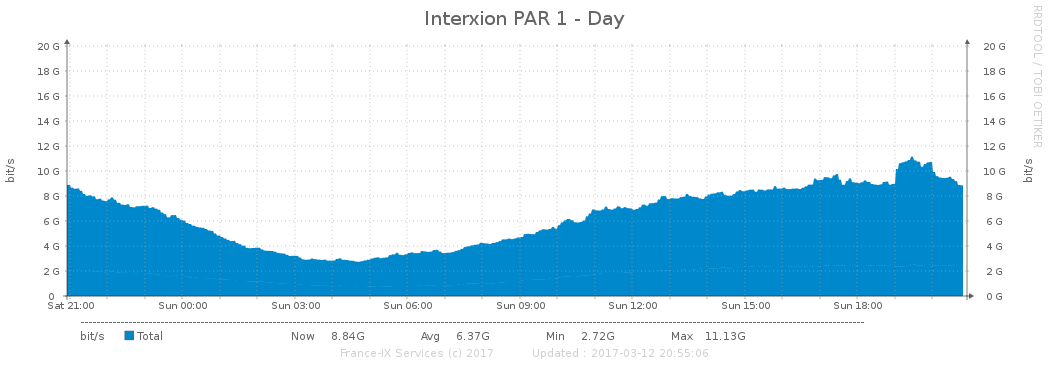 Interxion PAR 1 - Day
RRDTOOL / TOBI OETIKER
bit/s
20 G 20 G
18 G 18 G
16 G 16 G
14 G 14 G
12 G 12 G
10 G 10 G
8 G 8 G
6 G 6 G
4 G 4 G
2 G 2 G
0 0 G
bit/s
Sat 21:00 Sun 00:00 Sun 03:00 Sun 06:00 Sun 09:00 Sun 12:00 Sun 15:00 Sun 18:00
bit/s Total Now 8.84G Avg 6.37G Min 2.72G Max 11.13G
France-IX Services (c) 2017 Updated : 2017-03-12 20:55:06